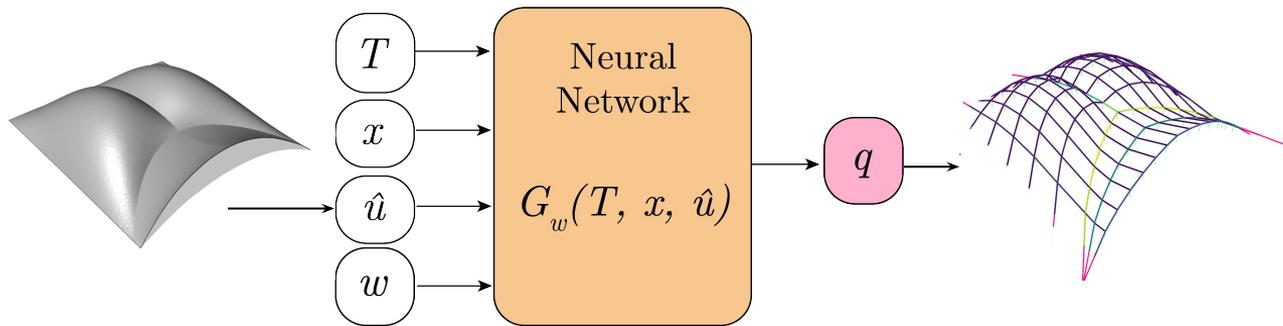 T
x
û
w
Neural
Network
G_w(T, x, û)
q